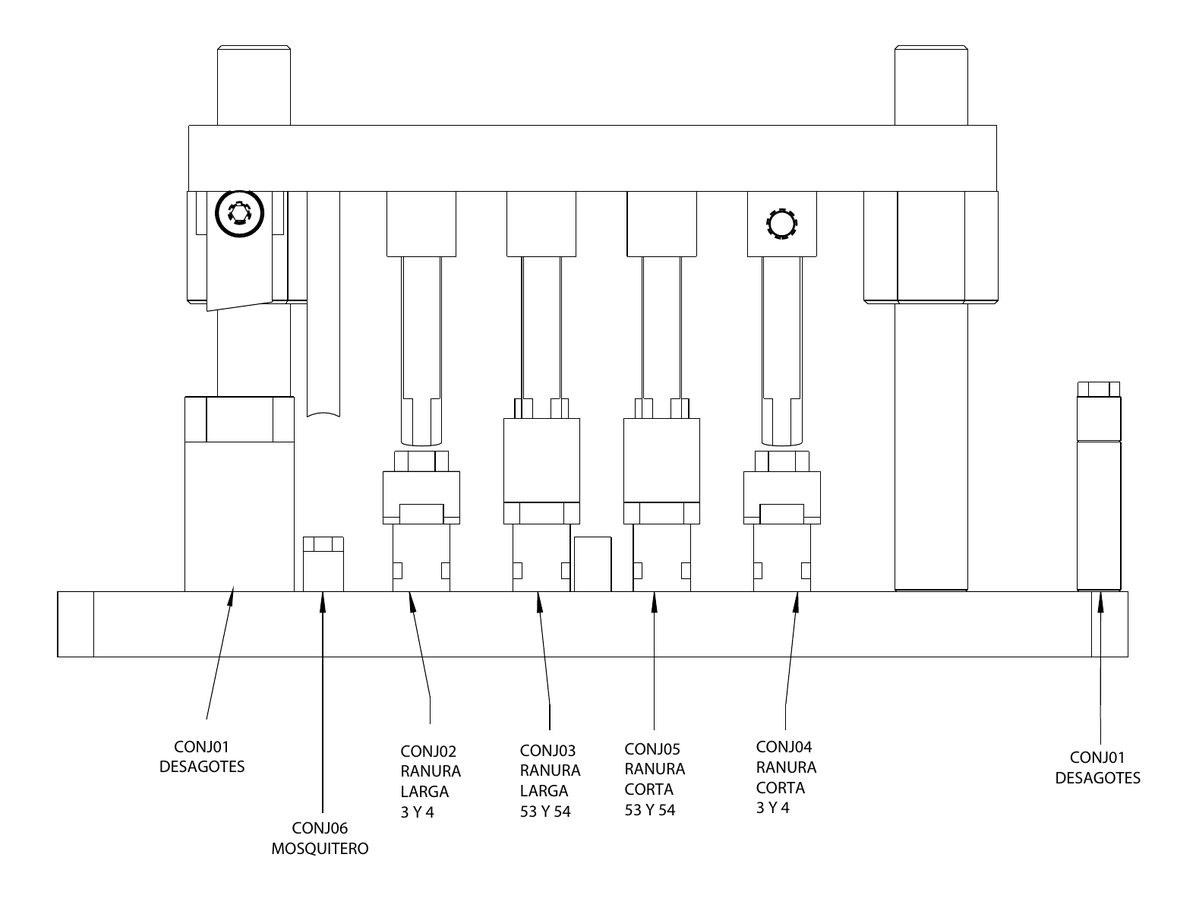 CONJ01
DESAGOTES
CONJ06
MOSQUITERO
CONJ02
RANURA
LARGA
3 Y 4
CONJ03
RANURA
LARGA
53 Y 54
CONJ05
RANURA
CORTA
53 Y 54
CONJ04
RANURA
CORTA
3 Y 4
CONJ01
DESAGOTES